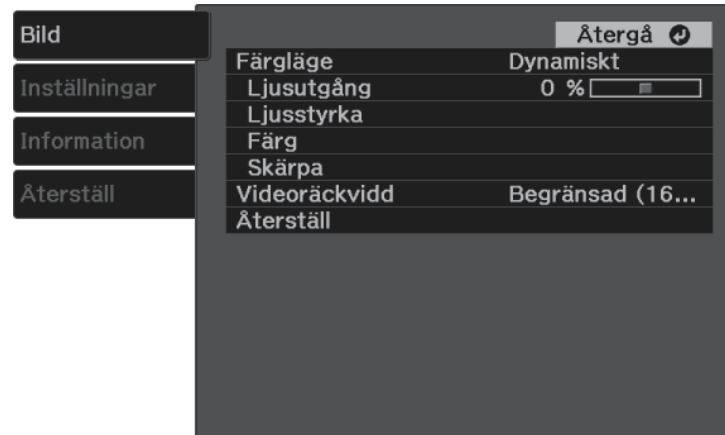 Bild
Inställningar
Information
Återställ
Återgå
Färgläge Dynamiskt
Ljusutgång 0 %
Ljusstyrka
Färg
Skärpa
Videoräckvidd Begränsad (16...
Återställ